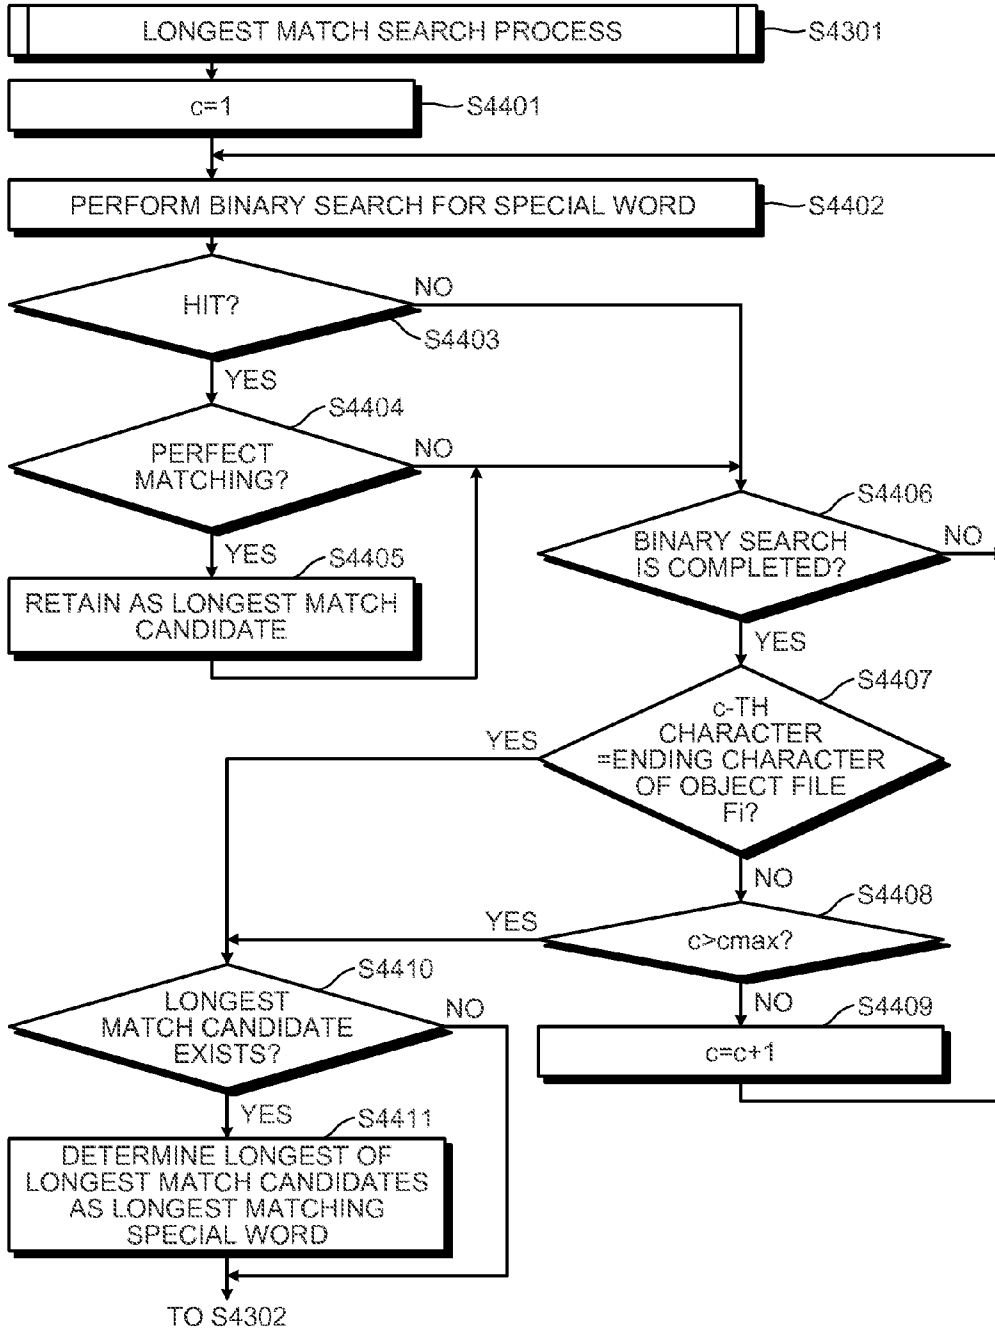 LONGEST MATCH SEARCH PROCESS
S4301
c=1
S4401
PERFORM BINARY SEARCH FOR SPECIAL WORD
S4402
HIT?
NO
S4403
YES
S4404
PERFECT
MATCHING?
NO
YES
S4405
RETAIN AS LONGEST MATCH
CANDIDATE
S4406
BINARY SEARCH
IS COMPLETED?
NO
YES
S4407
c-TH
CHARACTER
=ENDING CHARACTER
OF OBJECT FILE
Fi?
YES
NO
S4408
c>cmax?
YES
NO
S4409
c=c+1
S4410
LONGEST
MATCH CANDIDATE
EXISTS?
NO
YES
S4411
DETERMINE LONGEST OF
LONGEST MATCH CANDIDATES
AS LONGEST MATCHING
SPECIAL WORD
TO S4302